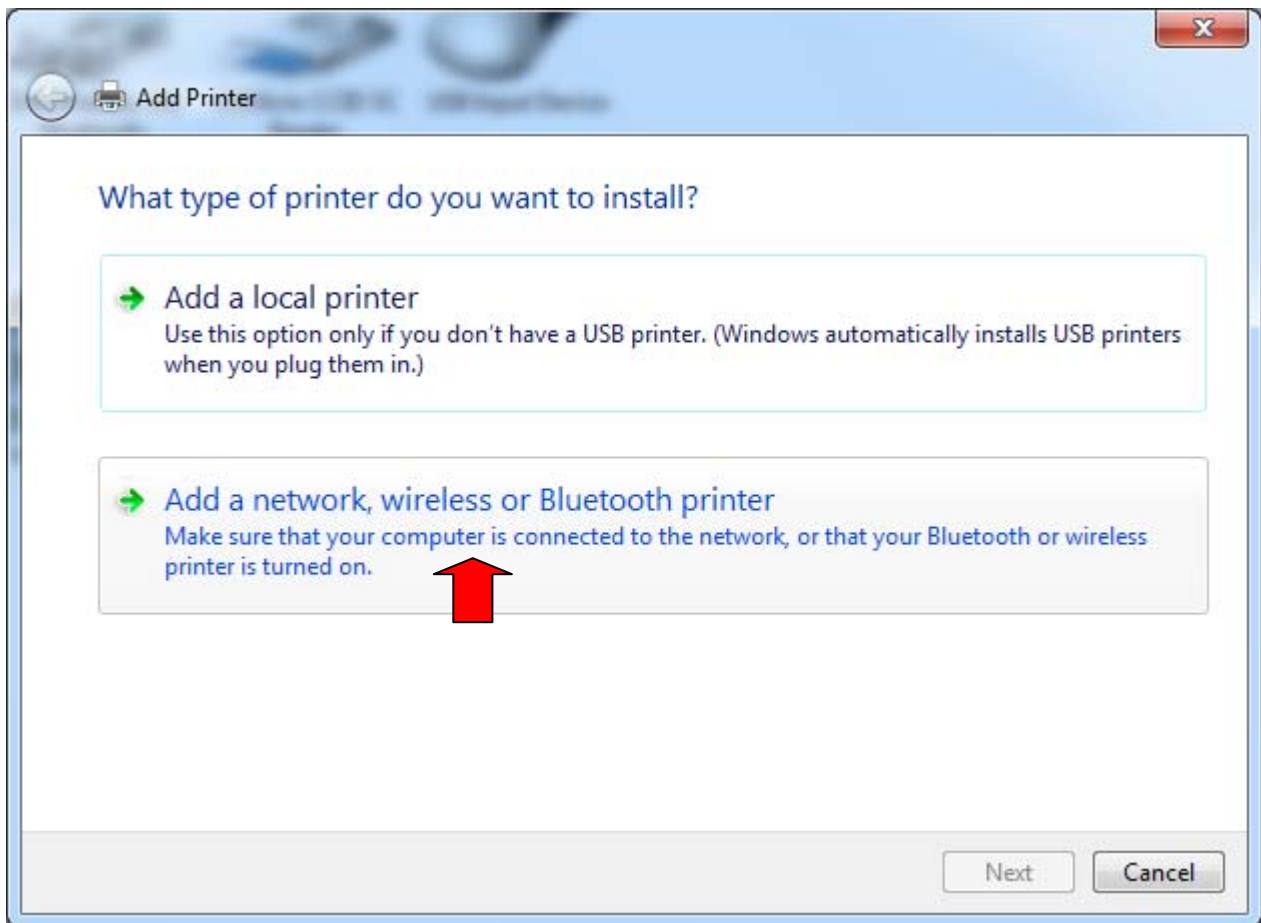 Add Printer
What type of printer do you want to install?
Add a local printer
Use this option only if you don't have a USB printer. (Windows automatically installs USB printers
when you plug them in.)
Add a network, wireless or Bluetooth printer
Make sure that your computer is connected to the network, or that your Bluetooth or wireless
printer is turned on.
Next
Cancel